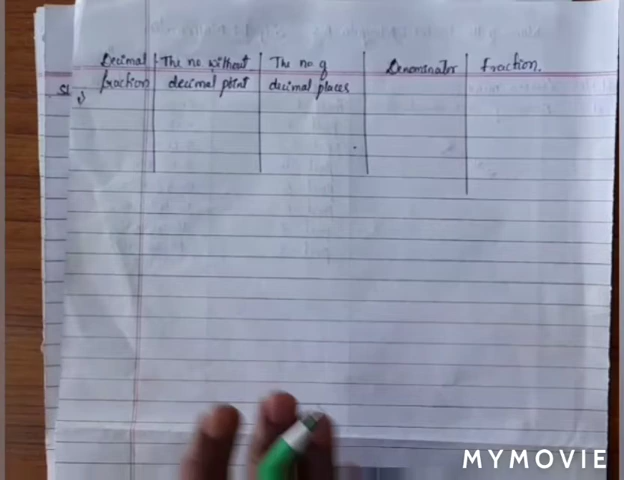 Decimal fraction
The no without decimal point
The no of decimal places
Denominator
fraction.
MYMOVIE